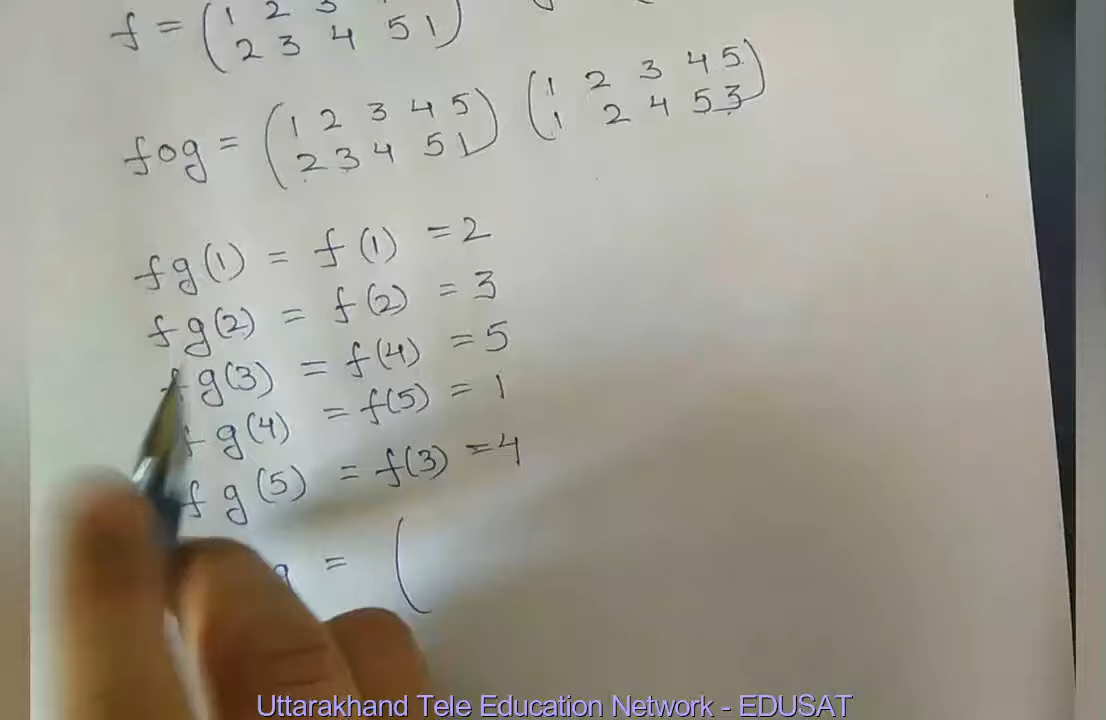 f = ( 1 2 3
2 3 4 5 1 )
fog = ( 1 2 3 4 5 ) ( 1 2 3 4 5 )
2 3 4 5 1 1 2 4 5 3
fg(1) = f(1) = 2
fg(2) = f(2) = 3
fg(3) = f(4) = 5
fg(4) = f(5) = 1
fg(5) = f(3) = 4
g = (
Uttarakhand Tele Education Network - EDUSAT